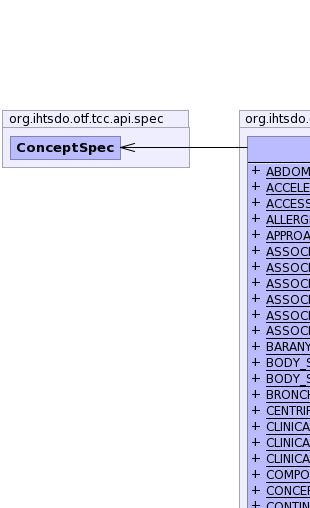 org.ihtsdo.otf.tcc.api.spec
ConceptSpec
org.ihtsdo.
+ ABDOM
+ ACCELE
+ ACCESS
+ ALLERG
+ APPROA
+ ASSOCI
+ ASSOCI
+ ASSOCI
+ ASSOCI
+ ASSOCI
+ ASSOCI
+ BARANY
+ BODY_S
+ BODY_S
+ BRONCH
+ CENTRIF
+ CLINICA
+ CLINICA
+ CLINICA
+ COMPO
+ CONCEP
+ CONTIN